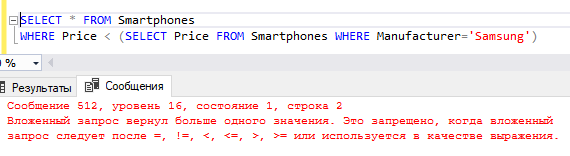 SELECT * FROM Smartphones
WHERE Price < (SELECT Price FROM Smartphones WHERE Manufacturer='Samsung')
0 %
Результаты Сообщения
Сообщение 512, уровень 16, состояние 1, строка 2
Вложенный запрос вернул больше одного значения. Это запрещено, когда вложенный
запрос следует после =, !=, <, <=, >, >= или используется в качестве выражения.